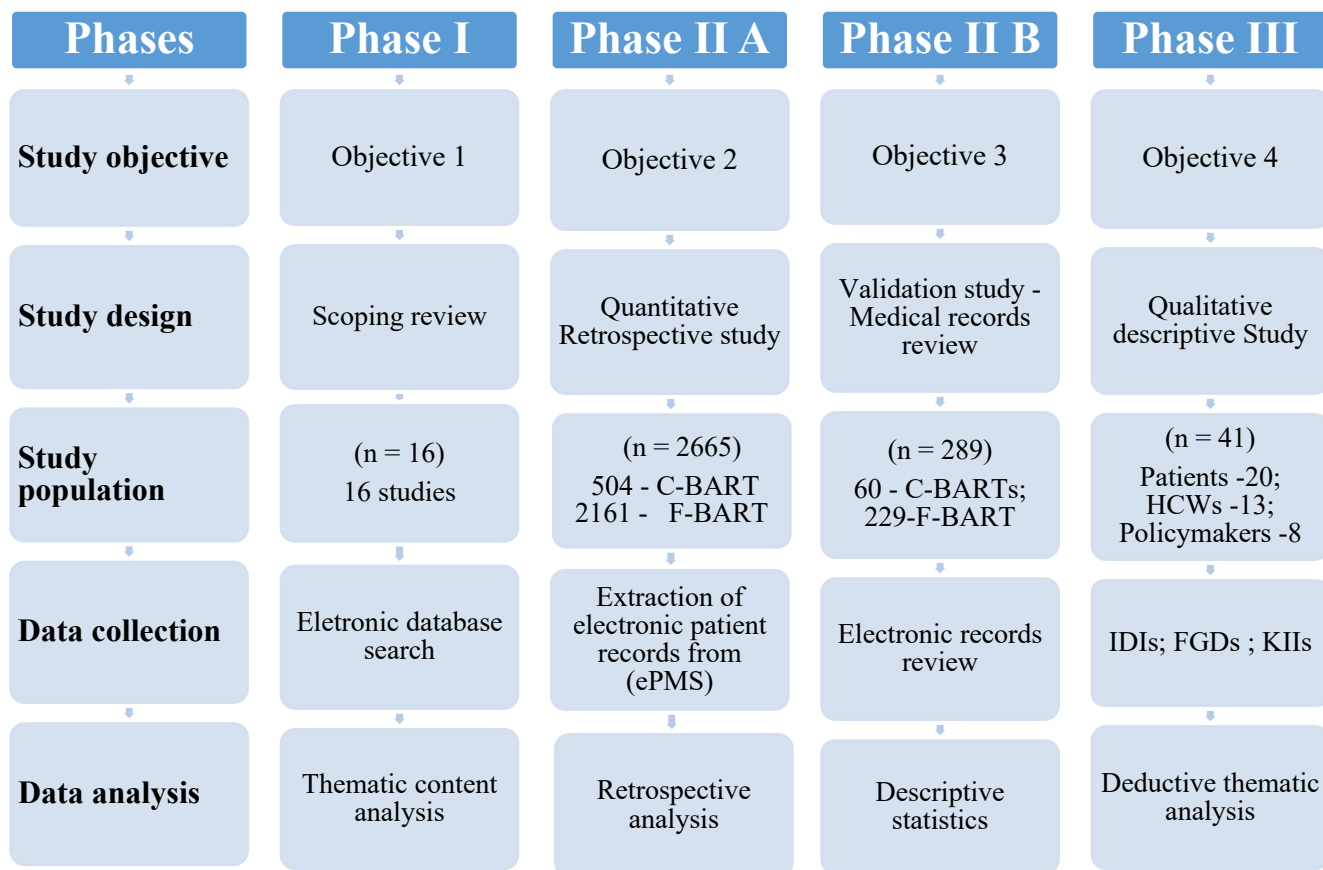 Phases
Phase I
Phase II A
Phase II B
Phase III
Study objective
Objective 1
Objective 2
Objective 3
Objective 4
Study design
Scoping review
Quantitative
Retrospective study
Validation study -
Medical records
review
Qualitative
descriptive Study
Study
population
(n = 16)
16 studies
(n = 2665)
504 - C-BART
2161 - F-BART
(n = 289)
60 - C-BARTs;
229-F-BART
(n = 41)
Patients -20;
HCWs -13;
Policymakers -8
Data collection
Eletronic database
search
Extraction of
electronic patient
records from
(ePMS)
Electronic records
review
IDIs; FGDs ; KIIs
Data analysis
Thematic content
analysis
Retrospective
analysis
Descriptive
statistics
Deductive thematic
analysis